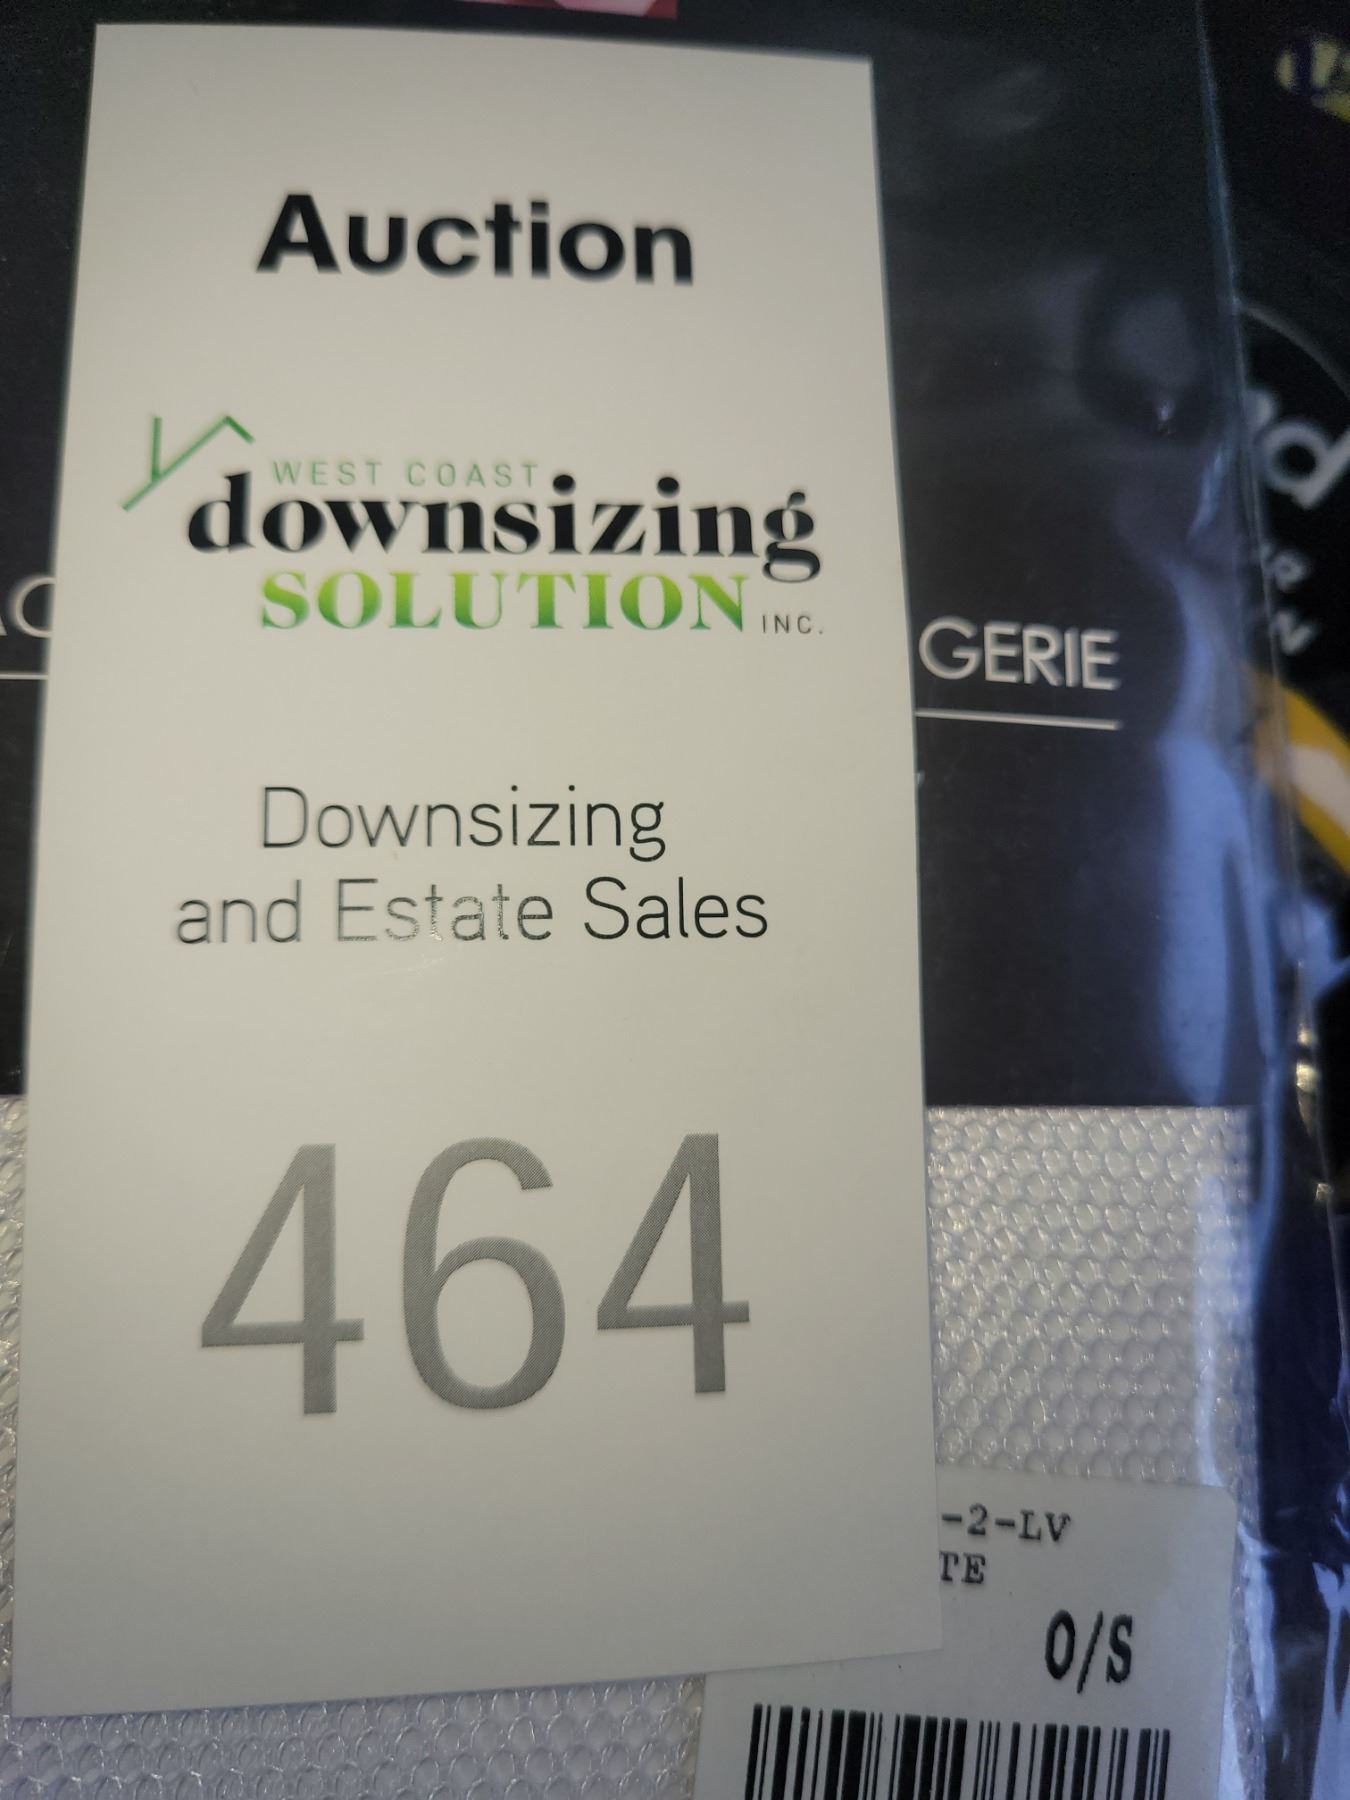 Auction
WEST COAST
downsizing
SOLUTION INC.
GERIE
Downsizing
and Estate Sales
464
-2-LV
TE
O/S